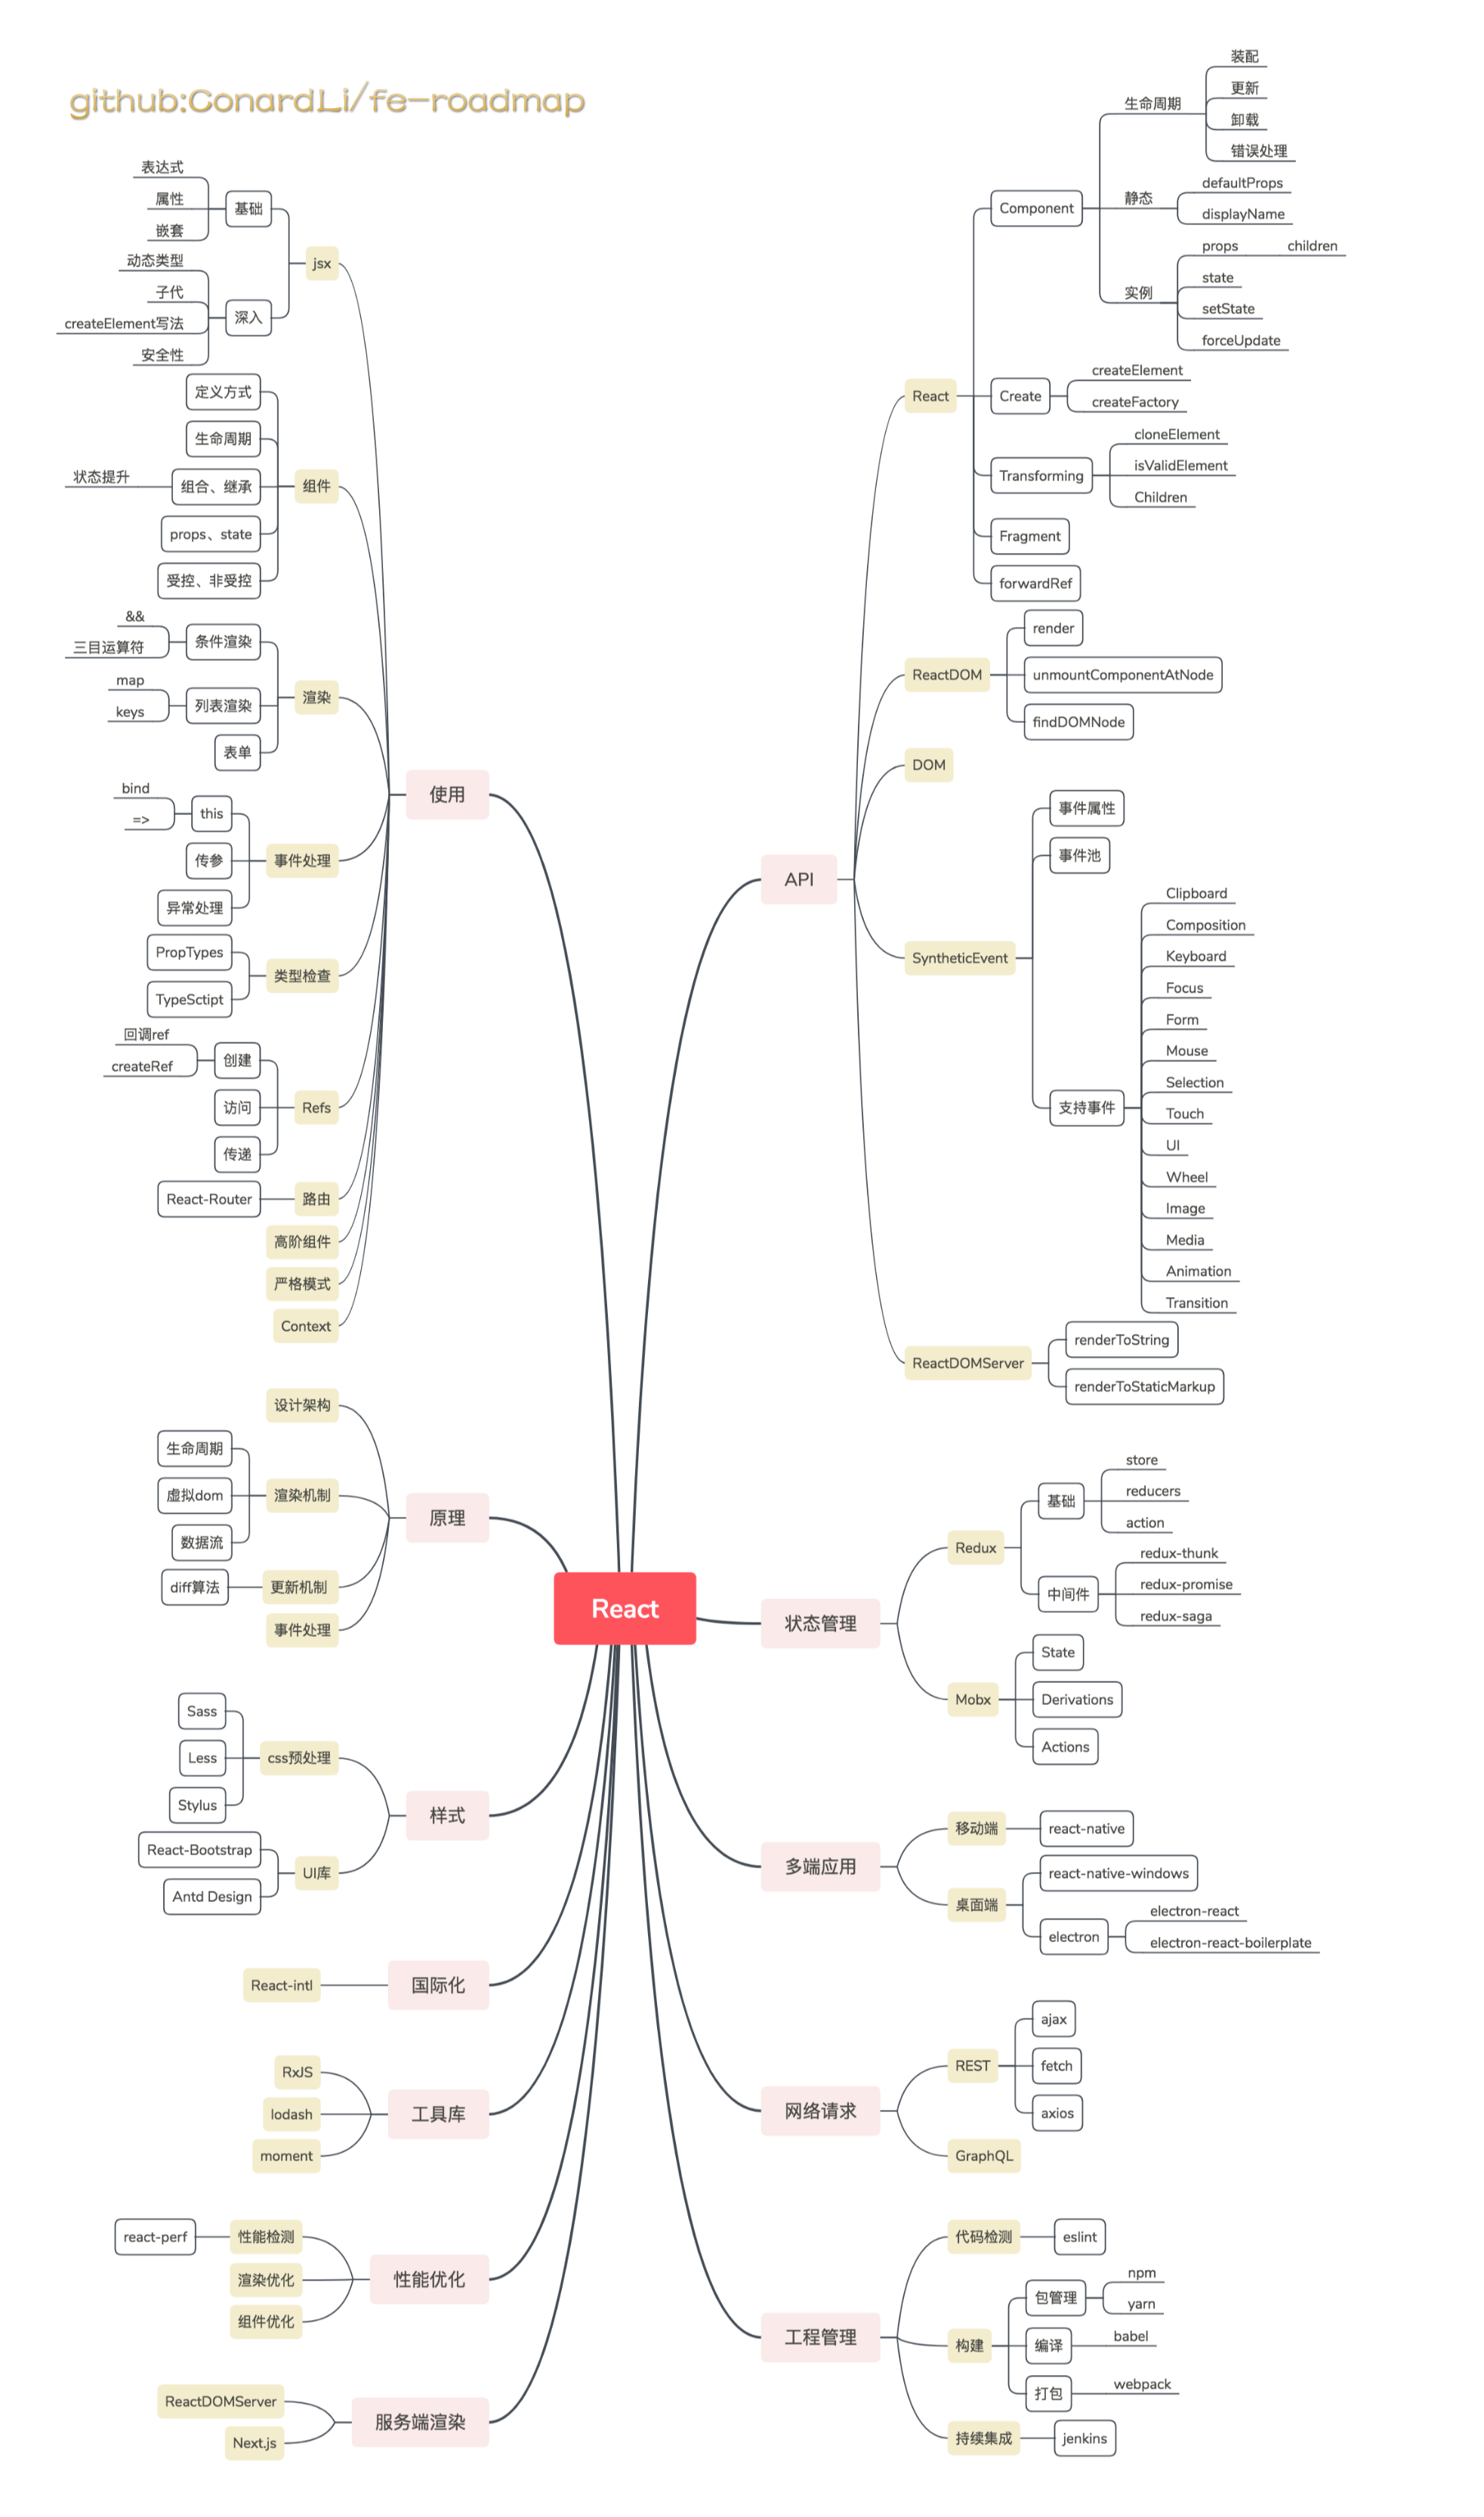 github:ConardLi/fe-roadmap
React
使用
jsx
基础
表达式
属性
嵌套
深入
动态类型
子代
createElement写法
安全性
组件
定义方式
生命周期
组合、继承
状态提升
props、state
受控、非受控
渲染
条件渲染
&&
三目运算符
列表渲染
map
keys
表单
事件处理
this
bind
=>
传参
异常处理
类型检查
PropTypes
TypeSctipt
Refs
创建
回调ref
createRef
访问
传递
路由
React-Router
高阶组件
严格模式
Context
原理
设计架构
渲染机制
生命周期
虚拟dom
数据流
更新机制
diff算法
事件处理
样式
css预处理
Sass
Less
Stylus
UI库
React-Bootstrap
Antd Design
国际化
React-intl
工具库
RxJS
lodash
moment
性能优化
性能检测
react-perf
渲染优化
组件优化
服务端渲染
ReactDOMServer
Next.js
API
React
Component
生命周期
装配
更新
卸载
错误处理
静态
defaultProps
displayName
实例
props
children
state
setState
forceUpdate
Create
createElement
createFactory
Transforming
cloneElement
isValidElement
Children
Fragment
forwardRef
ReactDOM
render
unmountComponentAtNode
findDOMNode
DOM
SyntheticEvent
事件属性
事件池
支持事件
Clipboard
Composition
Keyboard
Focus
Form
Mouse
Selection
Touch
UI
Wheel
Image
Media
Animation
Transition
ReactDOMServer
renderToString
renderToStaticMarkup
状态管理
Redux
基础
store
reducers
action
中间件
redux-thunk
redux-promise
redux-saga
Mobx
State
Derivations
Actions
多端应用
移动端
react-native
桌面端
react-native-windows
electron
electron-react
electron-react-boilerplate
网络请求
REST
ajax
fetch
axios
GraphQL
工程管理
代码检测
eslint
构建
包管理
npm
yarn
编译
babel
打包
webpack
持续集成
jenkins